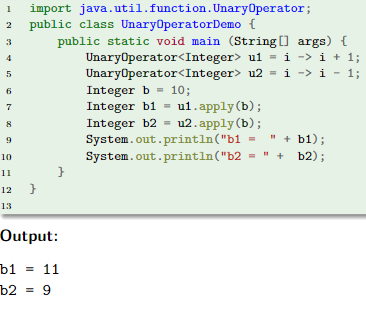 1 import java.util.function.UnaryOperator;
2 public class UnaryOperatorDemo {
3 public static void main (String[] args) {
4 UnaryOperator<Integer> u1 = i -> i + 1;
5 UnaryOperator<Integer> u2 = i -> i - 1;
6 Integer b = 10;
7 Integer b1 = u1.apply(b);
8 Integer b2 = u2.apply(b);
9 System.out.println("b1 =  " + b1);
10 System.out.println("b2 = " +  b2);
11 }
12 }
13
Output:
b1 = 11
b2 = 9